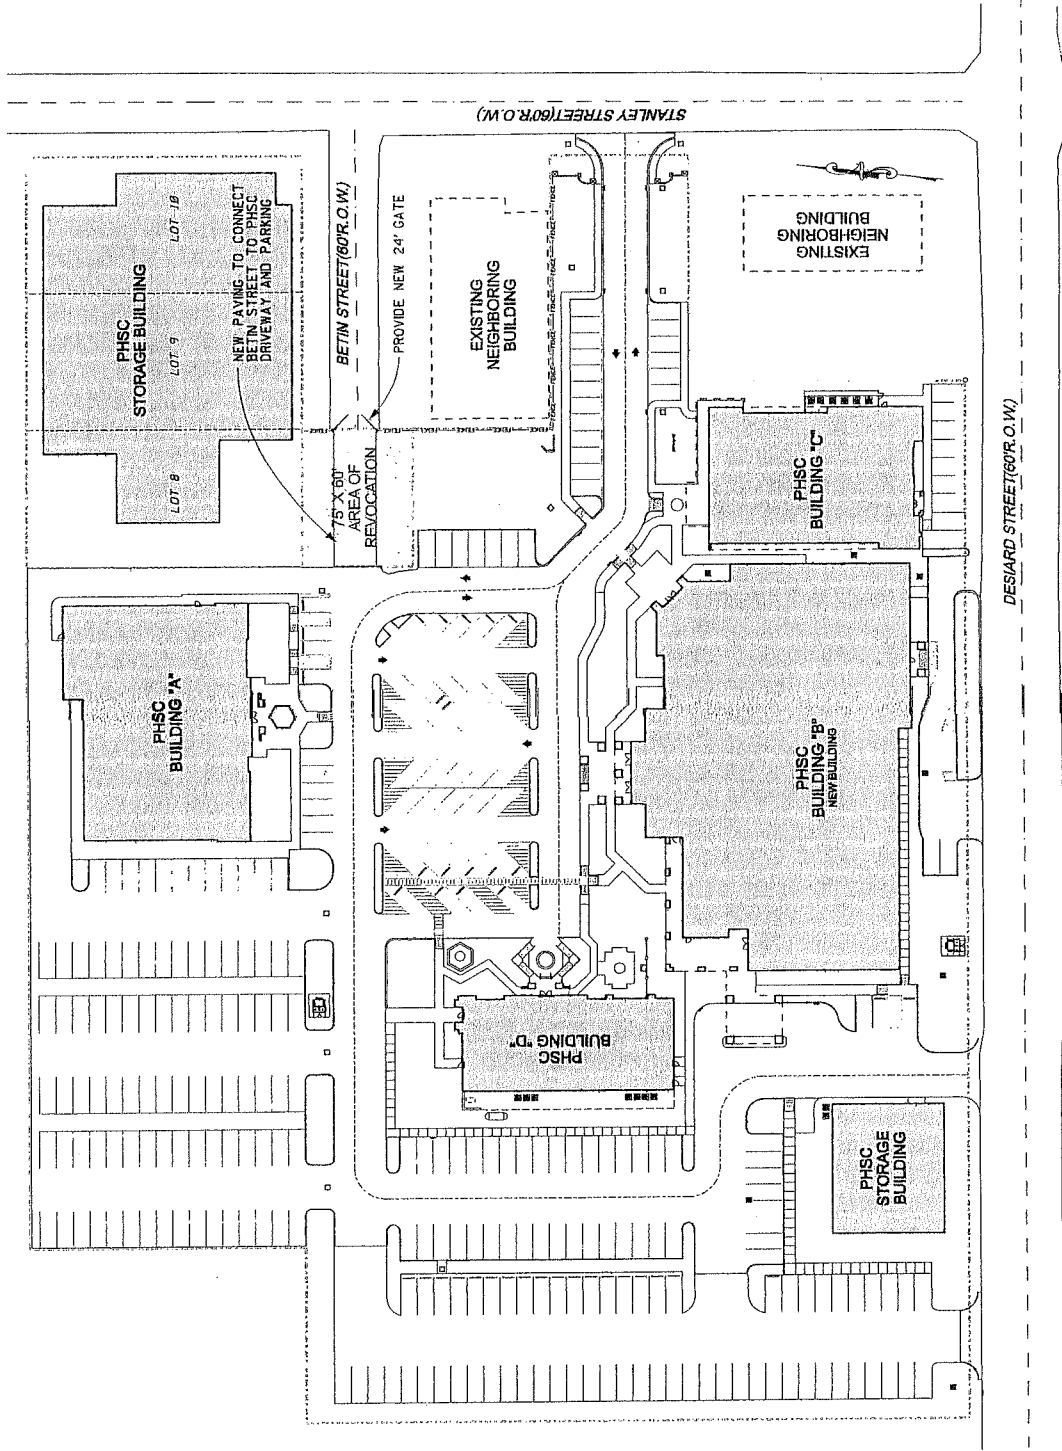 STANLEY STREET(60'R.O.W.)
PHSC
STORAGE BUILDING
LOT 10
LOT 9
LOT 8
NEW PAVING TO CONNECT
BETIN STREET TO PHSC
DRIVEWAY AND PARKING
BETIN STREET(60'R.O.W.)
PROVIDE NEW 24' GATE
75' X 60'
AREA OF
REVOCATION
EXISTING
NEIGHBORING
BUILDING
EXISTING
NEIGHBORING
BUILDING
PHSC
BUILDING "C"
DESIARD STREET(60'R.O.W.)
PHSC
BUILDING "A"
PHSC
BUILDING "B"
NEW BUILDING
PHSC
BUILDING "D"
PHSC
STORAGE
BUILDING